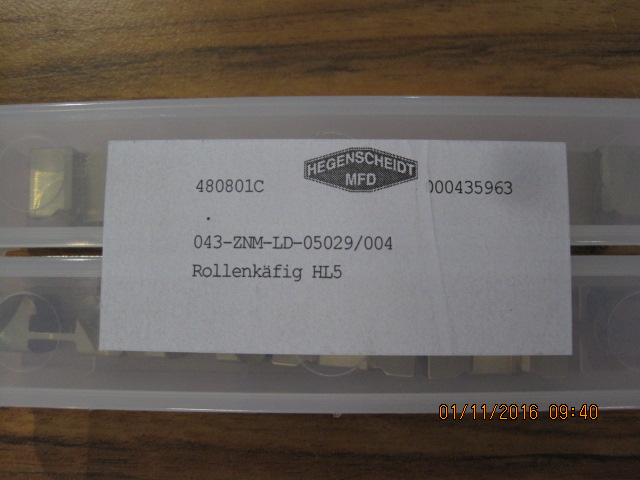 480801C
HEGENSCHEIDT
MFD
000435963
043-ZNM-LD-05029/004
Rollenkäfig HL5
01/11/2016 09:40